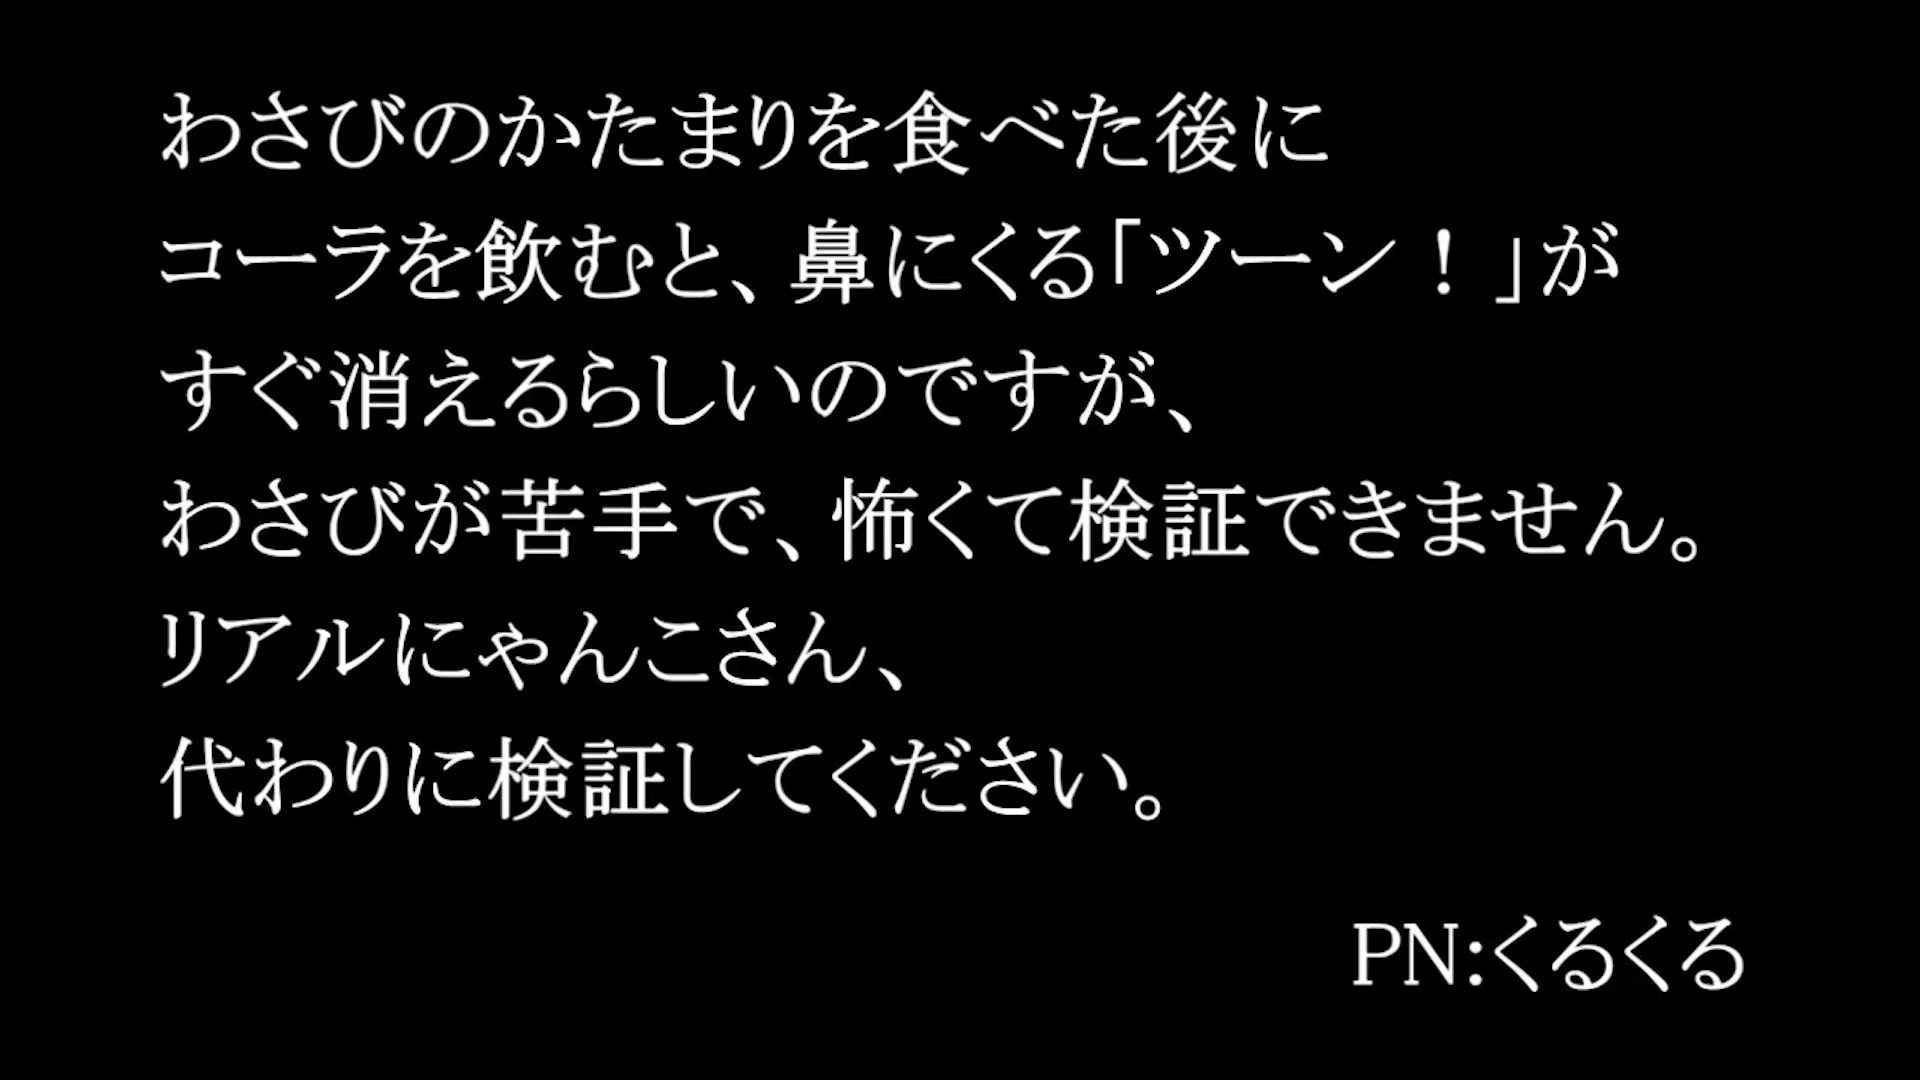 わさびのかたまりを食べた後に
コーラを飲むと、鼻にくる「ツーン！」が
すぐ消えるらしいのですが、
わさびが苦手で、怖くて検証できません。
リアルにゃんこさん、
代わりに検証してください。
PN:くるくる